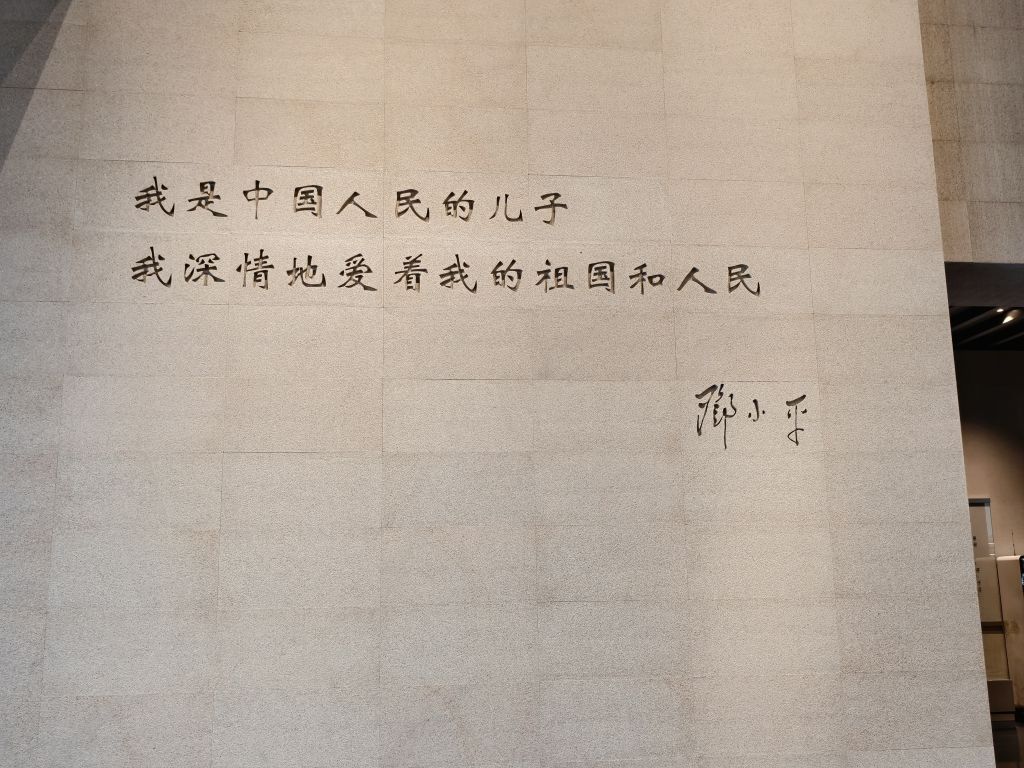 我是中国人民的儿子
我深情地爱着我的祖国和人民
邓小平